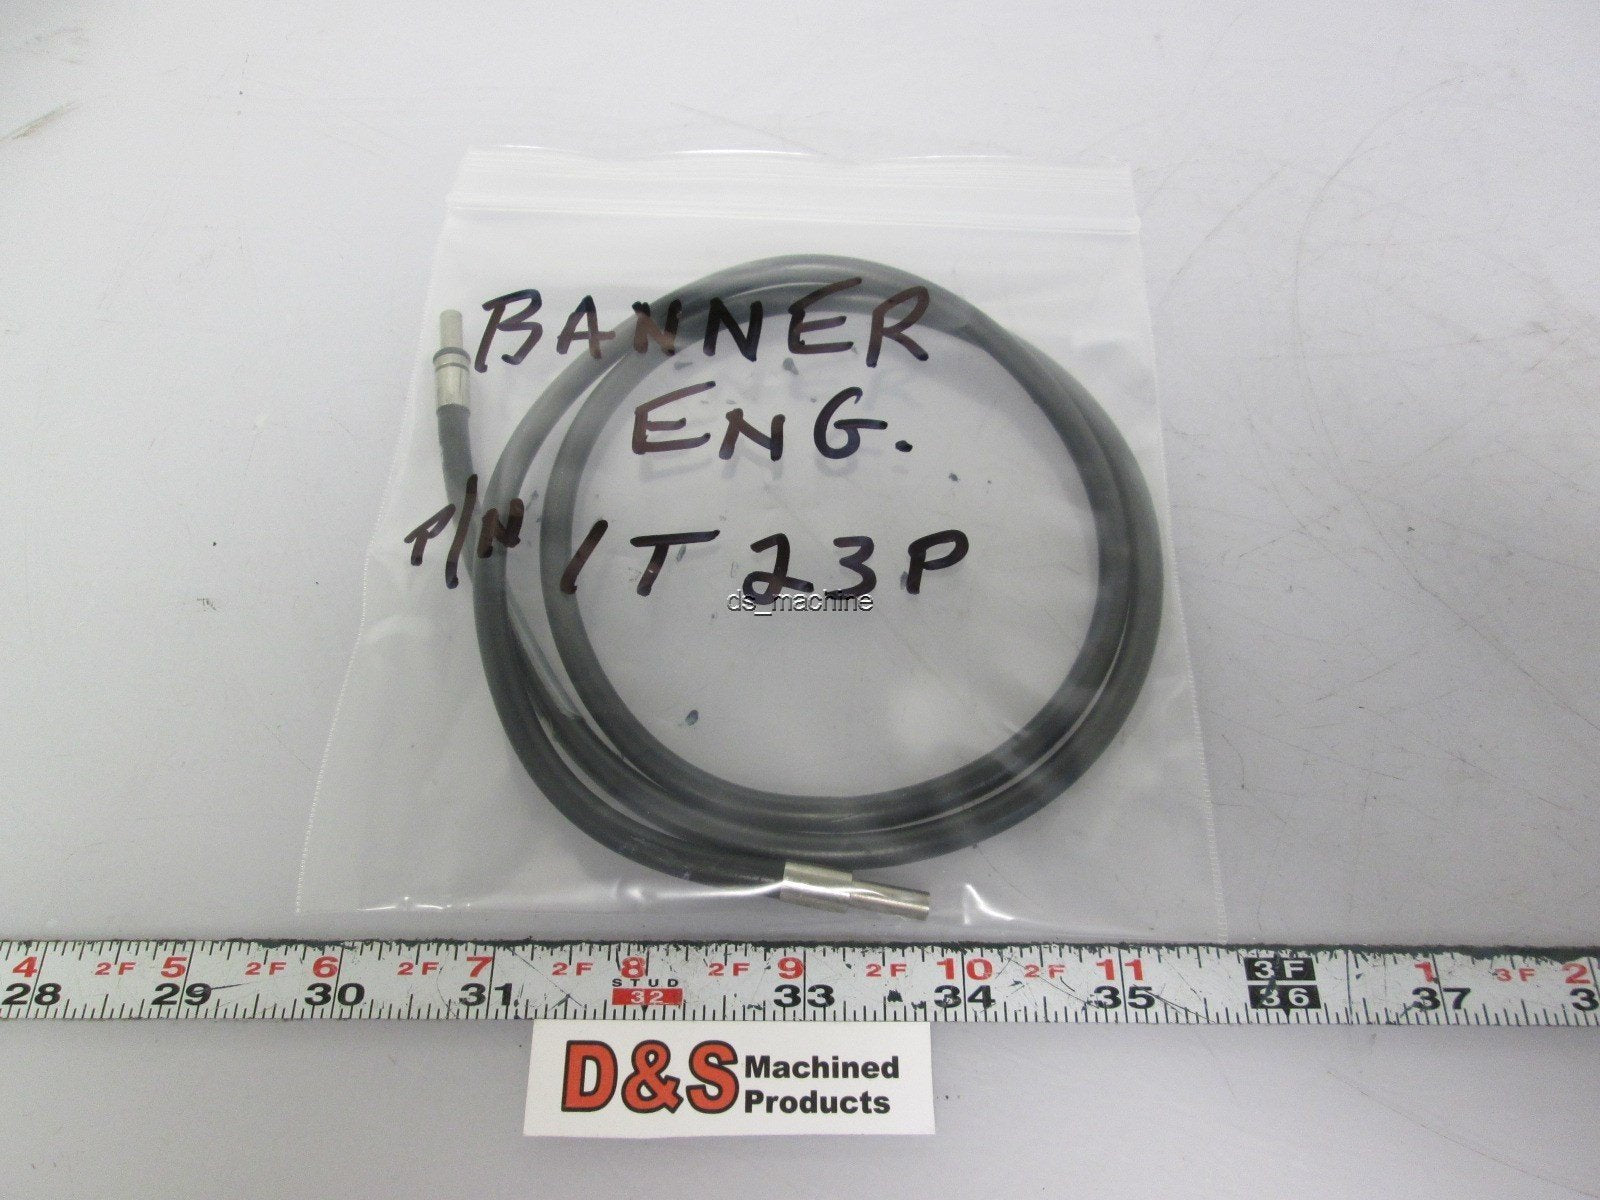 BANNER
ENG.
P/N IT23P
ds_machine
4 2F 5 2F 6 2F 7 2F 8 2F 9 2F 10 2F 11 3F 1 3F 2
STUD
28 29 30 31 32 33 34 35 36 37 3
D&S Machined
Products